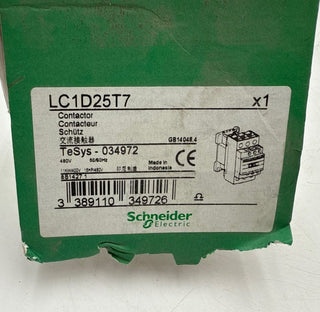 LC1D25T7 x1
Contactor
Contacteur
Schütz
交流接触器 GB14048.4
TeSys - 034972
480V 50/60Hz
Made in
Indonesia
3 389110 349726
Schneider
Electric